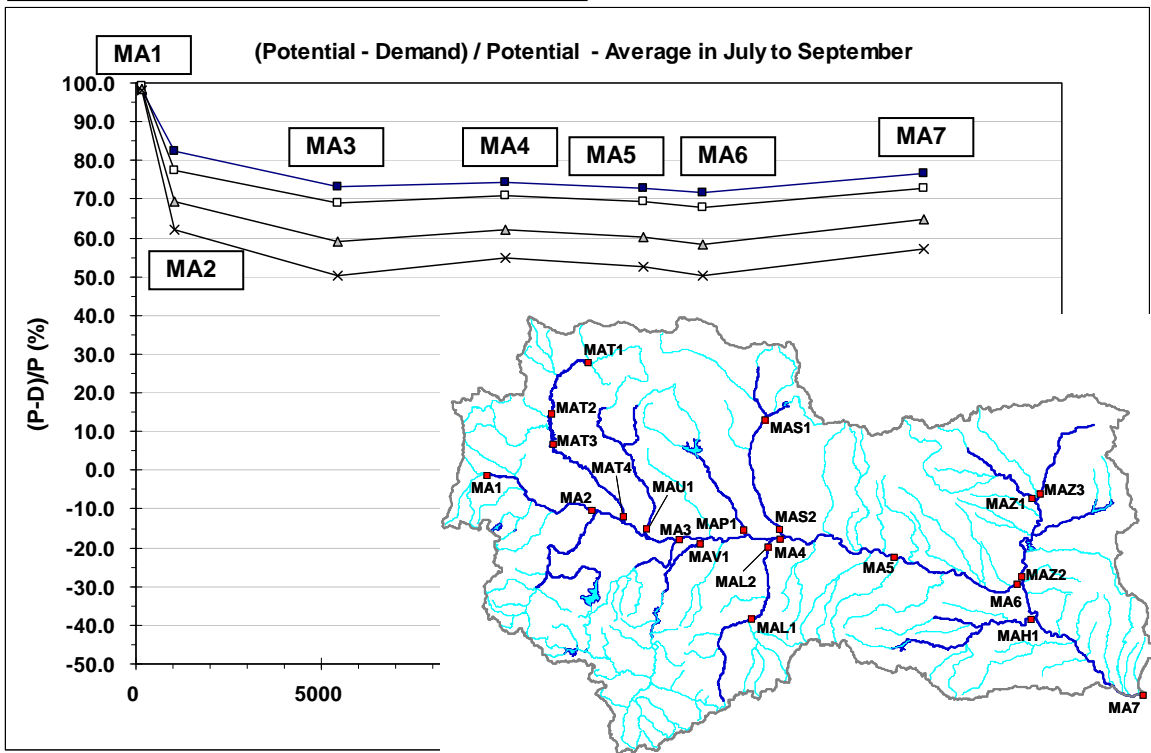 (Potential - Demand) / Potential - Average in July to September
MA1
MA2
MA3
MA4
MA5
MA6
MA7
(P-D)/P (%)
100.0
90.0
80.0
70.0
60.0
50.0
40.0
30.0
20.0
10.0
0.0
-10.0
-20.0
-30.0
-40.0
-50.0
0
5000
MAT1
MAT2
MAS1
MAT3
MAT4
MA1
MAU1
MA2
MAZ1
MAZ3
MA3
MAP1
MAS2
MAV1
MA4
MAL2
MA5
MAZ2
MA6
MAL1
MAH1
MA7